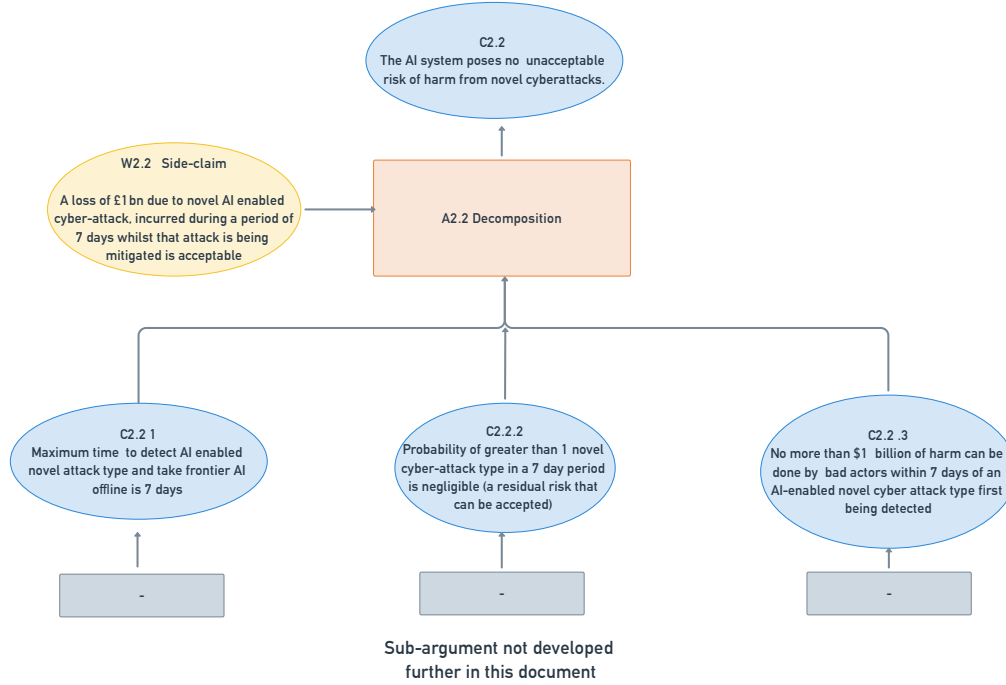 C2.2
The AI system poses no unacceptable
risk of harm from novel cyberattacks.
W2.2 Side-claim
A loss of £1bn due to novel AI enabled
cyber-attack, incurred during a period of
7 days whilst that attack is being
mitigated is acceptable
A2.2 Decomposition
C2.2 1
Maximum time to detect AI enabled
novel attack type and take frontier AI
offline is 7 days
C2.2.2
Probability of greater than 1 novel
cyber-attack type in a 7 day period
is negligible (a residual risk that
can be accepted)
C2.2 .3
No more than $1 billion of harm can be
done by bad actors within 7 days of an
AI-enabled novel cyber attack type first
being detected
-
-
-
Sub-argument not developed
further in this document